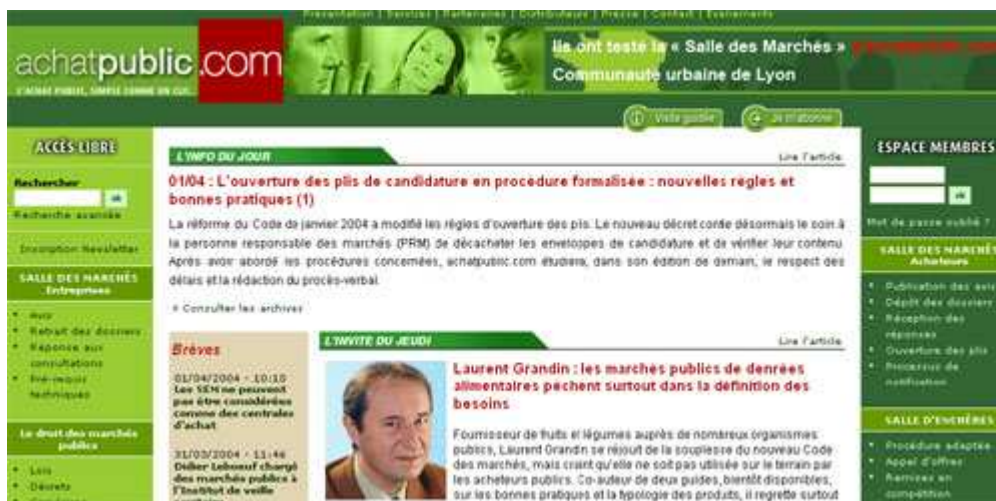 Présentation | Services | Partenaires | Distributeurs | Presse | Contact | Evénements
achatpublic.com
L'ACHAT PUBLIC, SIMPLE COMME UN CLIC.
Ils ont testé la « Salle des Marchés »
Communauté urbaine de Lyon
Visite guidée
Je m'abonne
ACCÈS LIBRE
Rechercher
ok
Recherche avancée
Inscription Newsletter
SALLE DES MARCHÉS
Entreprises
Avis
Retrait des dossiers
Réponse aux
consultations
Pré-requis
techniques
Le droit des marchés
publics
Lois
Décrets
L'INFO DU JOUR
Lire l'article
01/04 : L'ouverture des plis de candidature en procédure formalisée : nouvelles règles et
bonnes pratiques (1)
La réforme du Code de janvier 2004 a modifié les règles d'ouverture des plis. Le nouveau décret confie désormais le soin à
la personne responsable des marchés (PRM) de décacheter les enveloppes de candidature et de vérifier leur contenu.
Après avoir abordé les procédures concernées, achatpublic.com étudiera, dans son édition de demain, le respect des
délais et la rédaction du procès-verbal.
» Consulter les archives
Brèves
01/04/2004 - 10:10
Les SEM ne peuvent
pas être considérées
comme des centrales
d'achat
31/03/2004 - 11:46
Didier Leboeuf chargé
des marchés publics à
l'Institut de veille
L'INVITE DU JEUDI
Lire l'article
Laurent Grandin : les marchés publics de denrées
alimentaires pèchent surtout dans la définition des
besoins
Fournisseur de fruits et légumes auprès de nombreux organismes
publics, Laurent Grandin se réjouit de la souplesse du nouveau Code
des marchés, mais craint qu'elle ne soit pas utilisée sur le terrain par
les acheteurs publics. Co-auteur de deux guides, bientôt disponibles,
sur les bonnes pratiques et la typologie des produits, il regrette surtout
ESPACE MEMBRES
ok
Mot de passe oublié ?
SALLE DES MARCHÉS
Acheteurs
Publication des avis
Dépôt des dossiers
Réception des
réponses
Ouverture des plis
Processus de
notification
SALLE D'ENCHÈRES
Procédure adaptée
Appel d'offres
Remises en
compétition